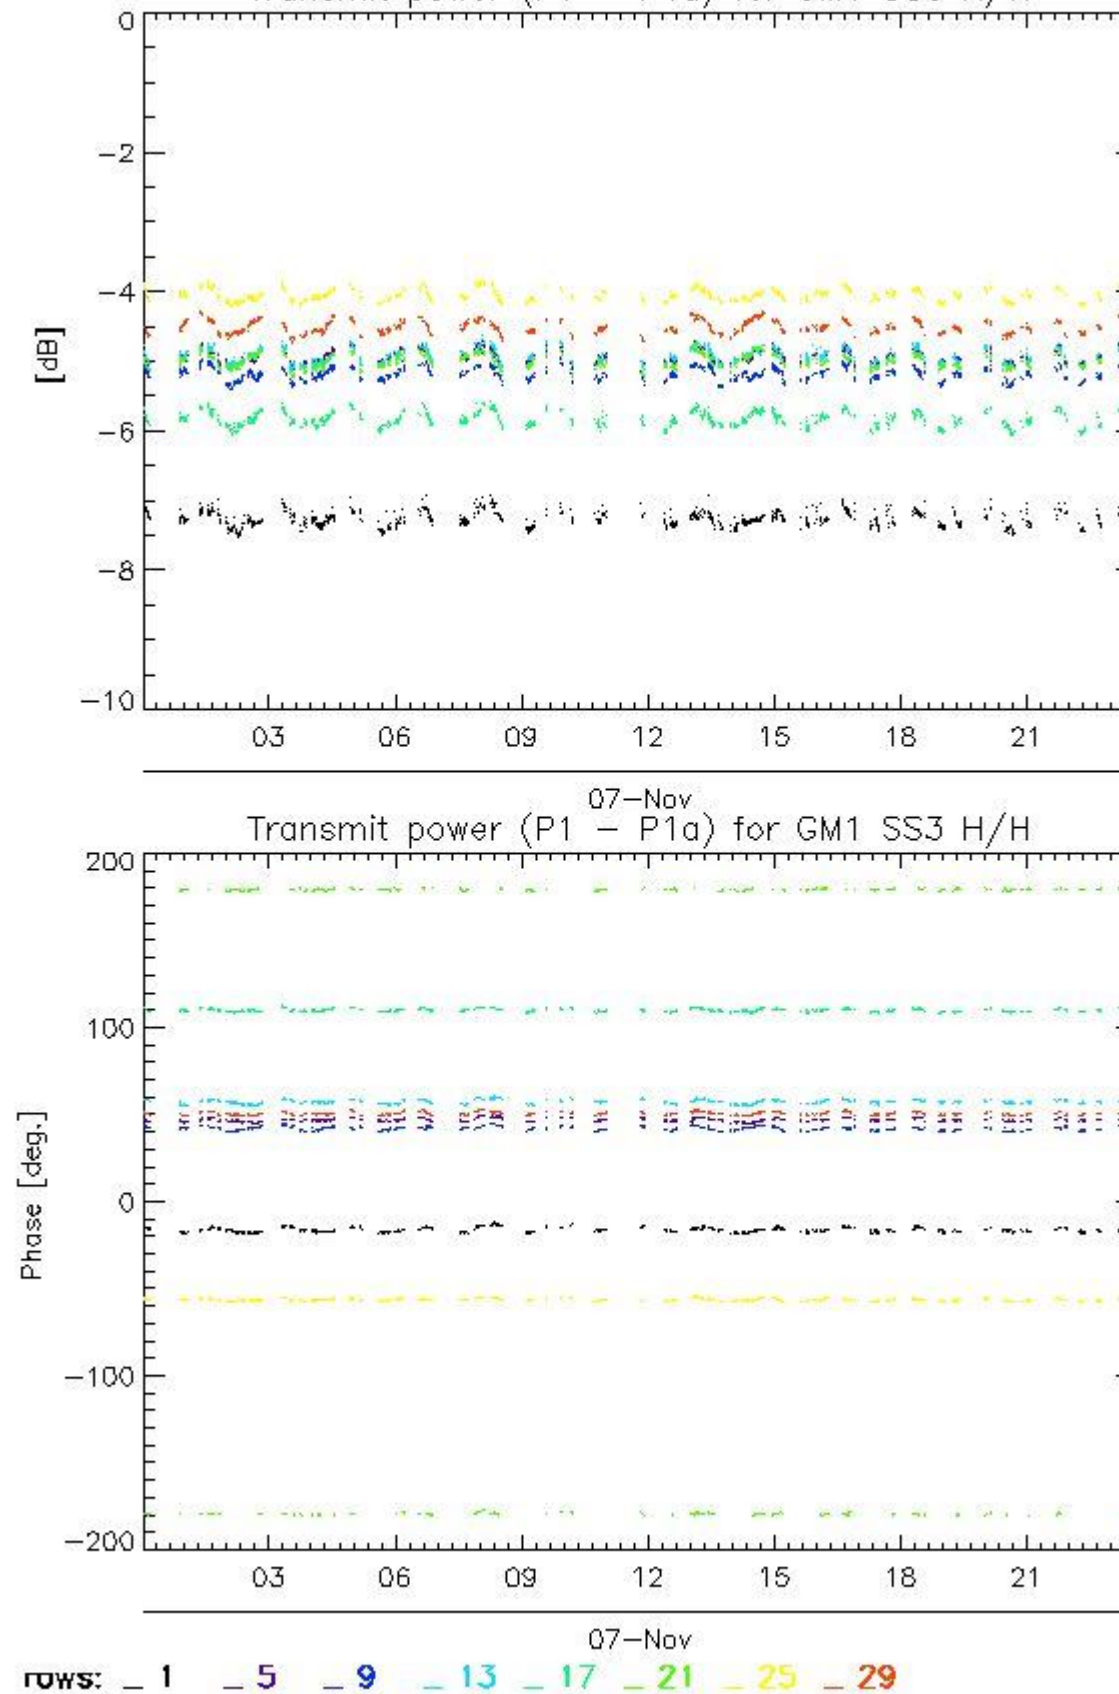 0
−2
−4
[dB]
−6
−8
−10
03 06 09 12 15 18 21
07−Nov
Transmit power (P1 − P1a) for GM1 SS3 H/H
200
100
Phase [deg.]
0
−100
−200
03 06 09 12 15 18 21
07−Nov
rows: _ 1 _ 5 _ 9 _ 13 _ 17 _ 21 _ 25 _ 29